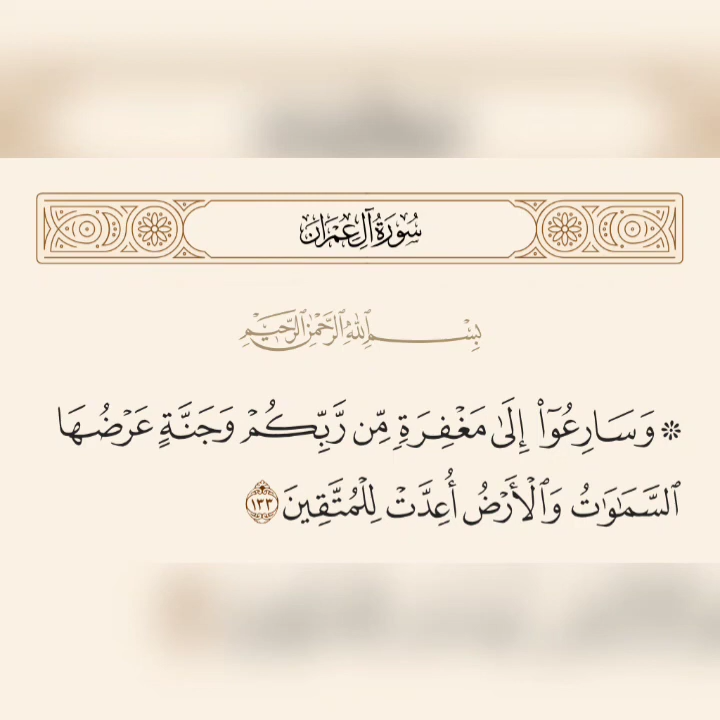 سُورَةُ آلِ عِمۡرَانَ
بِسۡمِ ٱللَّهِ ٱلرَّحۡمَٰنِ ٱلرَّحِيمِ
۞ وَسَارِعُوٓاْ إِلَىٰ مَغۡفِرَةٖ مِّن رَّبِّكُمۡ وَجَنَّةٍ عَرۡضُهَا
ٱلسَّمَٰوَٰتُ وَٱلۡأَرۡضُ أُعِدَّتۡ لِلۡمُتَّقِينَ ١٣٣